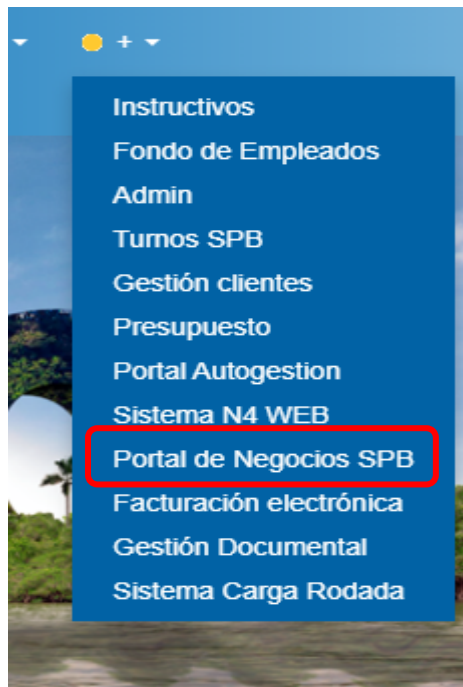 +
Instructivos
Fondo de Empleados
Admin
Turnos SPB
Gestión clientes
Presupuesto
Portal Autogestion
Sistema N4 WEB
Portal de Negocios SPB
Facturación electrónica
Gestión Documental
Sistema Carga Rodada